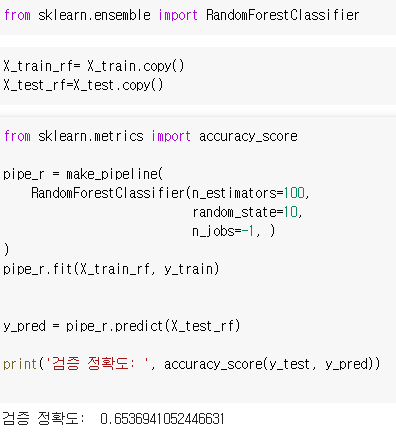 from sklearn.ensemble import RandomForestClassifier
X_train_rf= X_train.copy()
X_test_rf=X_test.copy()
from sklearn.metrics import accuracy_score
pipe_r = make_pipeline(
    RandomForestClassifier(n_estimators=100,
                           random_state=10,
                           n_jobs=-1, )
)
pipe_r.fit(X_train_rf, y_train)
y_pred = pipe_r.predict(X_test_rf)
print('검증 정확도: ', accuracy_score(y_test, y_pred))
검증 정확도:  0.6536941052446631